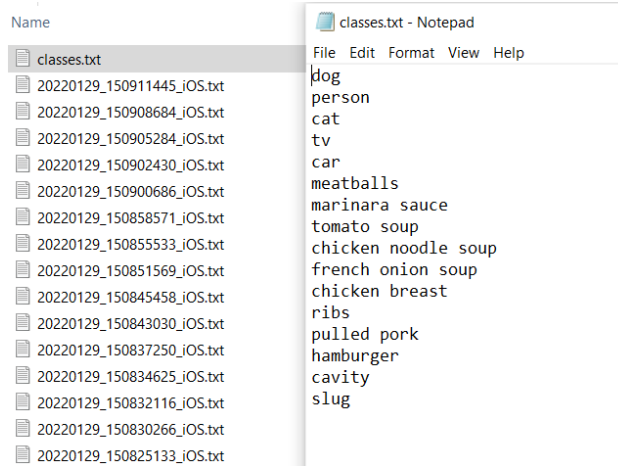 Name
classes.txt
20220129_150911445_iOS.txt
20220129_150908684_iOS.txt
20220129_150905284_iOS.txt
20220129_150902430_iOS.txt
20220129_150900686_iOS.txt
20220129_150858571_iOS.txt
20220129_150855533_iOS.txt
20220129_150851569_iOS.txt
20220129_150845458_iOS.txt
20220129_150843030_iOS.txt
20220129_150837250_iOS.txt
20220129_150834625_iOS.txt
20220129_150832116_iOS.txt
20220129_150830266_iOS.txt
20220129_150825133_iOS.txt
classes.txt - Notepad
File Edit Format View Help
dog
person
cat
tv
car
meatballs
marinara sauce
tomato soup
chicken noodle soup
french onion soup
chicken breast
ribs
pulled pork
hamburger
cavity
slug